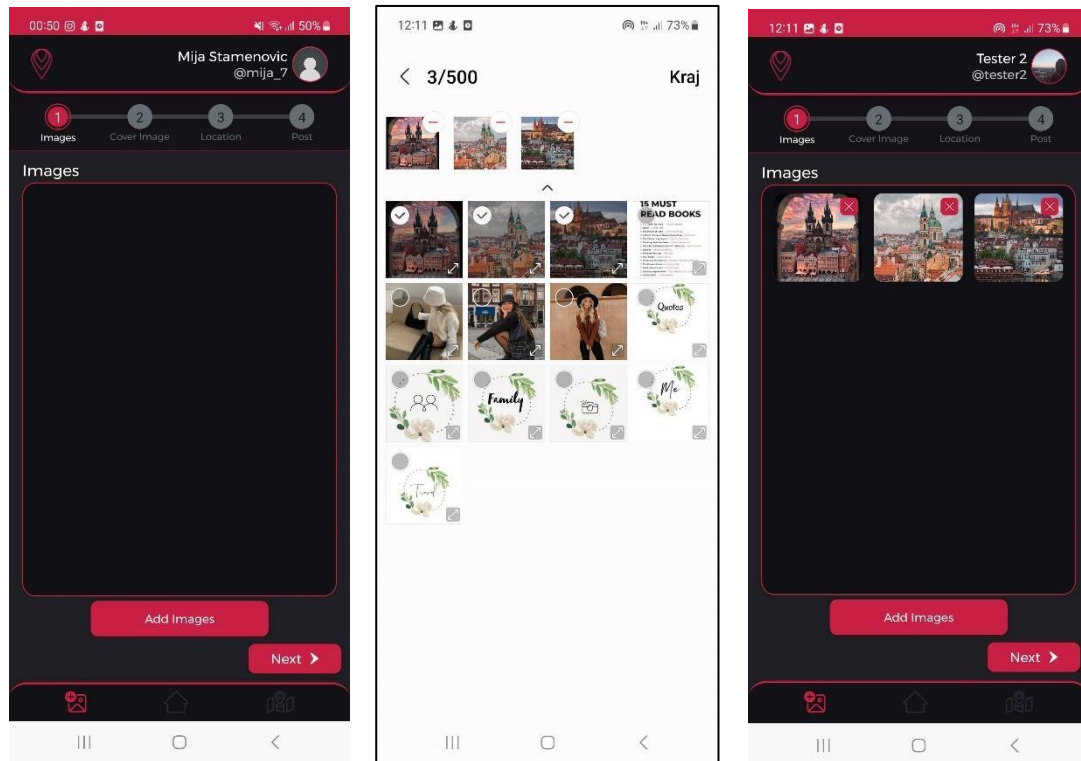 00:50 50%
Mija Stamenovic
@mija_7
1 2 3 4
Images Cover Image Location Post
Images
Add Images
Next
12:11 73%
3/500 Kraj
15 MUST
READ BOOKS
Quotes
Family
Me
Travel
12:11 73%
Tester 2
@tester2
1 2 3 4
Images Cover Image Location Post
Images
Add Images
Next